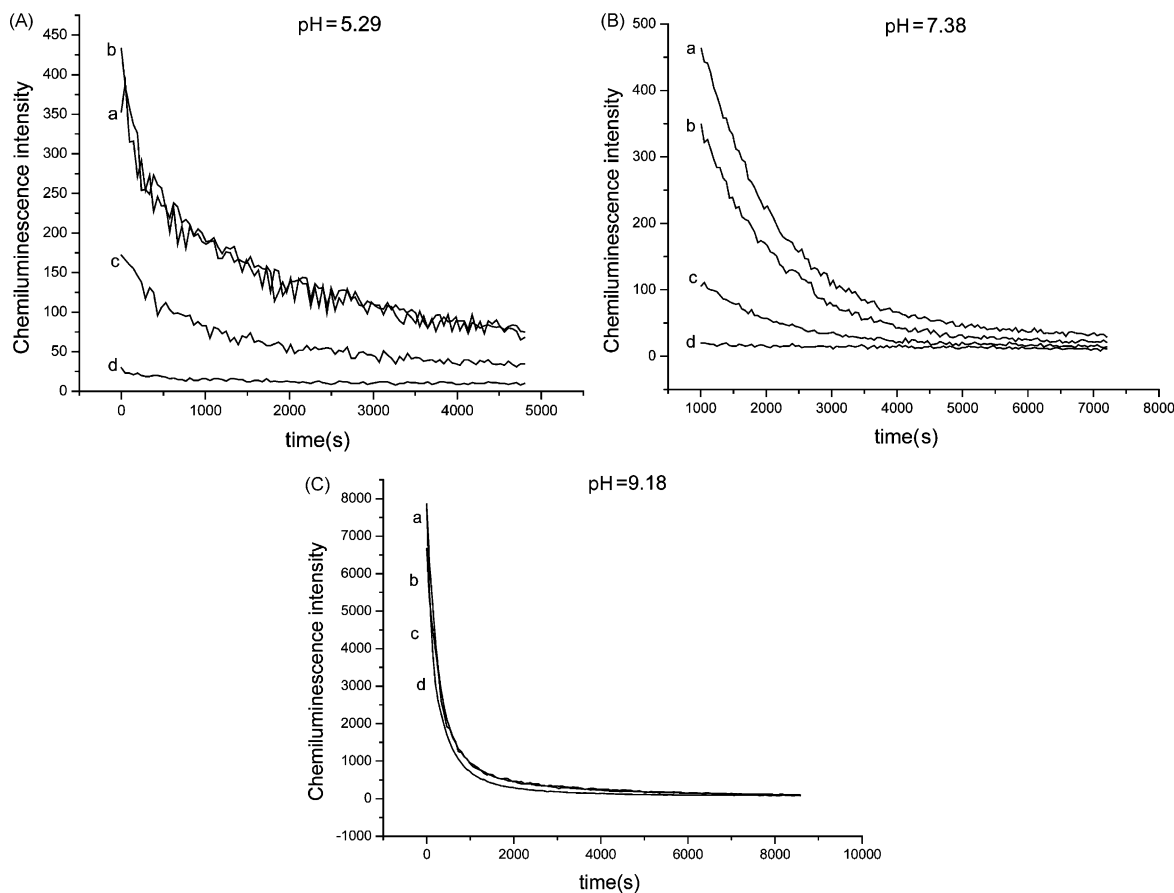 (A)
pH=5.29
Chemiluminescence intensity
450
400
350
300
250
200
150
100
50
0
b
a
c
d
0 1000 2000 3000 4000 5000
time(s)
(B)
pH=7.38
Chemiluminescence intensity
500
400
300
200
100
0
a
b
c
d
1000 2000 3000 4000 5000 6000 7000 8000
time(s)
(C)
pH=9.18
Chemiluminescence intensity
8000
7000
6000
5000
4000
3000
2000
1000
0
-1000
a
b
c
d
0 2000 4000 6000 8000 10000
time(s)